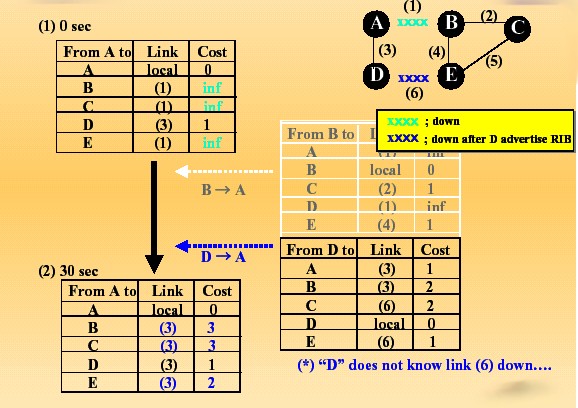 (1) 0 sec
From A to Link Cost
A local 0
B (1) inf
C (1) inf
D (3) 1
E (1) inf
(1)
A xxxx B (2) C
(3) (4) (5)
D xxxx E
(6)
xxxx ; down
xxxx ; down after D advertise RIB
B → A
From B to
A (1) inf
B local 0
C (2) 1
D (1) inf
E (4) 1
D → A
From D to Link Cost
A (3) 1
B (3) 2
C (6) 2
D local 0
E (6) 1
(2) 30 sec
From A to Link Cost
A local 0
B (3) 3
C (3) 3
D (3) 1
E (3) 2
(*) “D” does not know link (6) down….